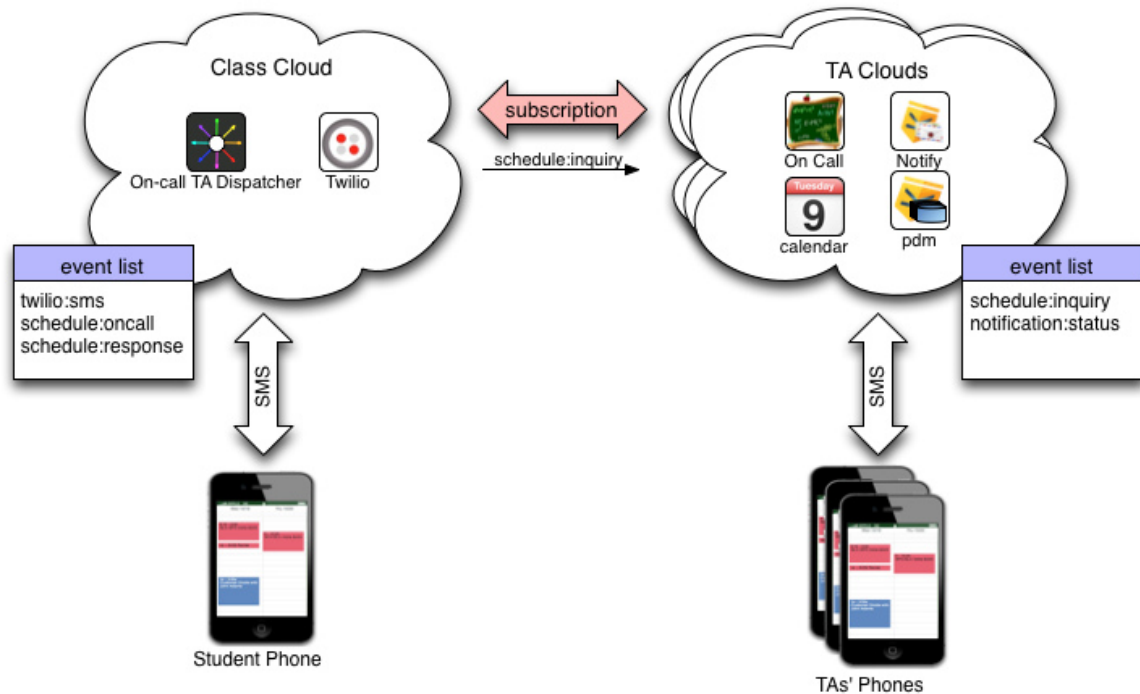 Class Cloud
On-call TA Dispatcher
Twilio
event list
twilio:sms
schedule:oncall
schedule:response
subscription
schedule:inquiry
TA Clouds
On Call
Notify
Tuesday
9
calendar
pdm
event list
schedule:inquiry
notification:status
SMS
SMS
Student Phone
TAs' Phones